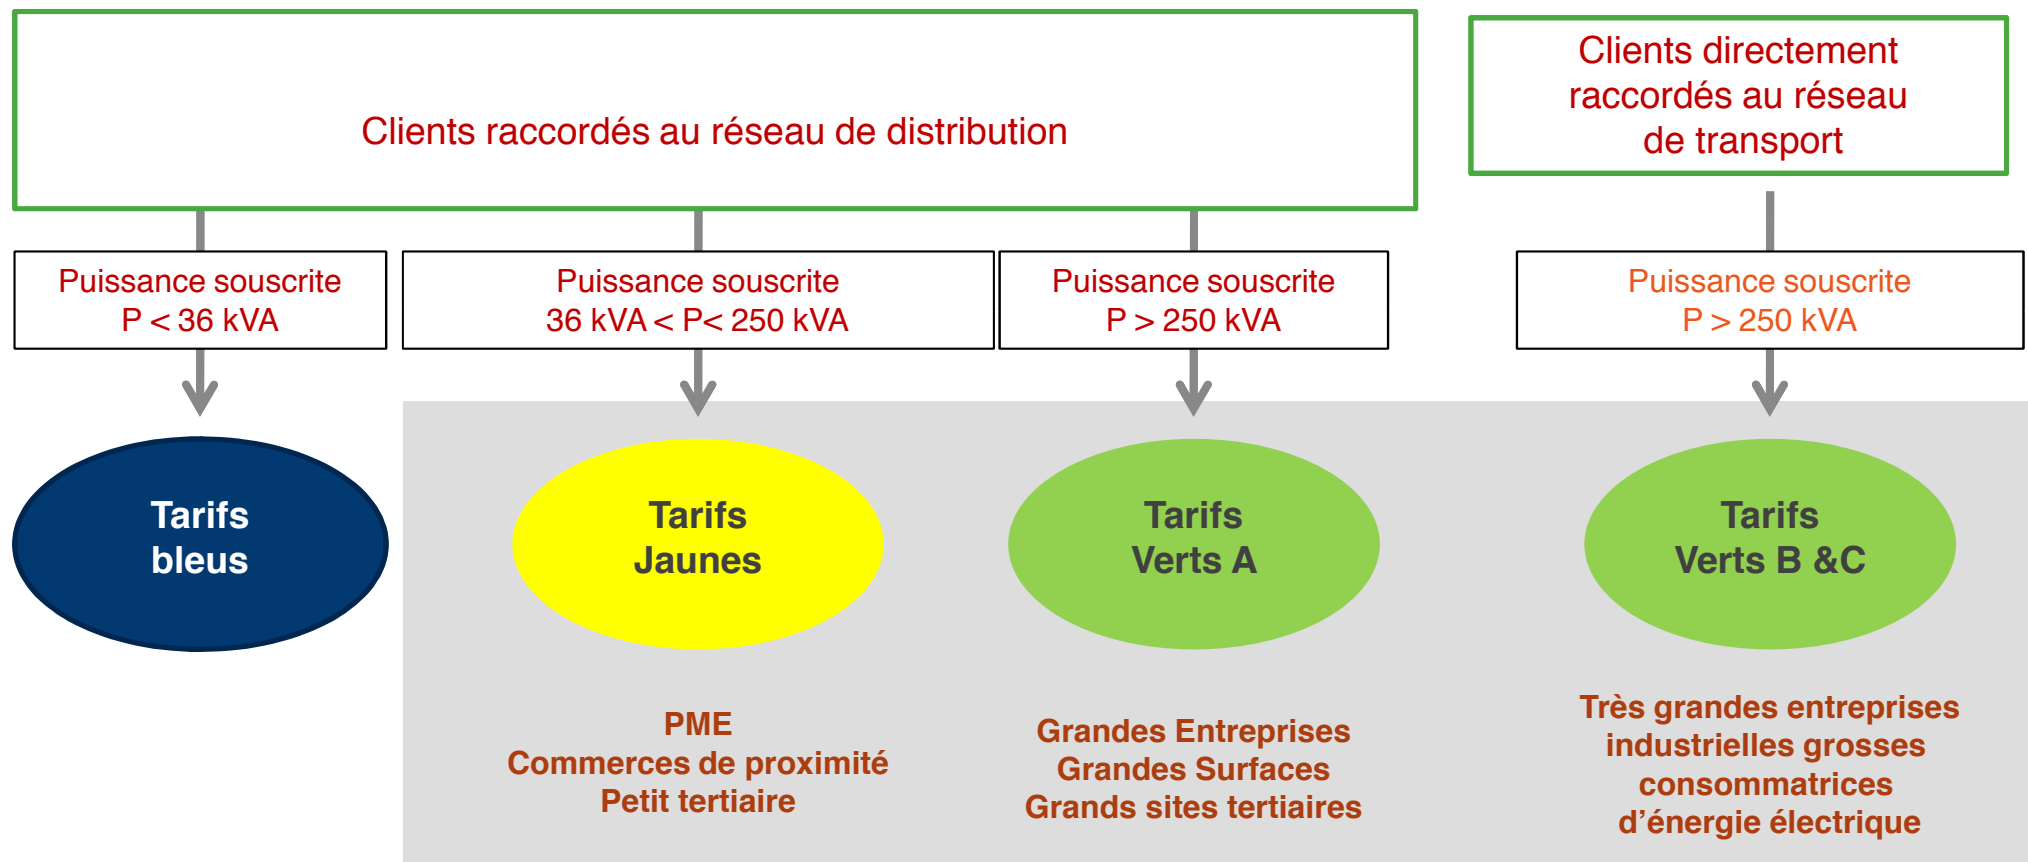 Clients raccordés au réseau de distribution
Clients directement
raccordés au réseau
de transport
Puissance souscrite
P < 36 kVA
Puissance souscrite
36 kVA < P< 250 kVA
Puissance souscrite
P > 250 kVA
Puissance souscrite
P > 250 kVA
Tarifs
bleus
Tarifs
Jaunes
Tarifs
Verts A
Tarifs
Verts B &C
PME
Commerces de proximité
Petit tertiaire
Grandes Entreprises
Grandes Surfaces
Grands sites tertiaires
Très grandes entreprises
industrielles grosses
consommatrices
d’énergie électrique